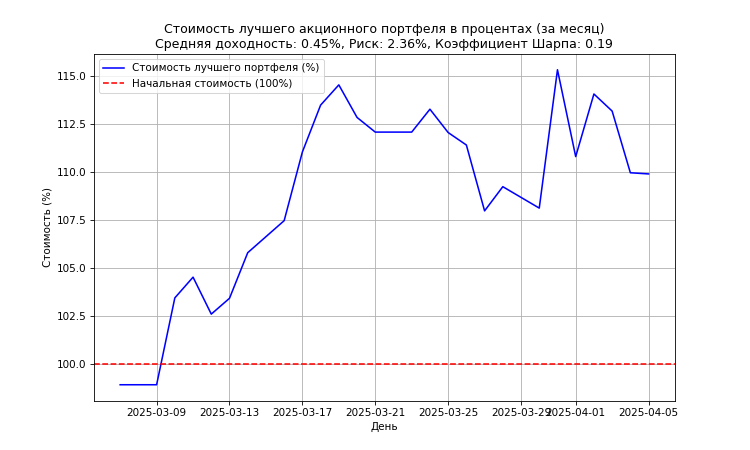 Стоимость лучшего акционного портфеля в процентах (за месяц)
Средняя доходность: 0.45%, Риск: 2.36%, Коэффициент Шарпа: 0.19
Стоимость лучшего портфеля (%)
Начальная стоимость (100%)
Стоимость (%)
115.0
112.5
110.0
107.5
105.0
102.5
100.0
2025-03-09 2025-03-13 2025-03-17 2025-03-21 2025-03-25 2025-03-29 2025-04-01 2025-04-05
День